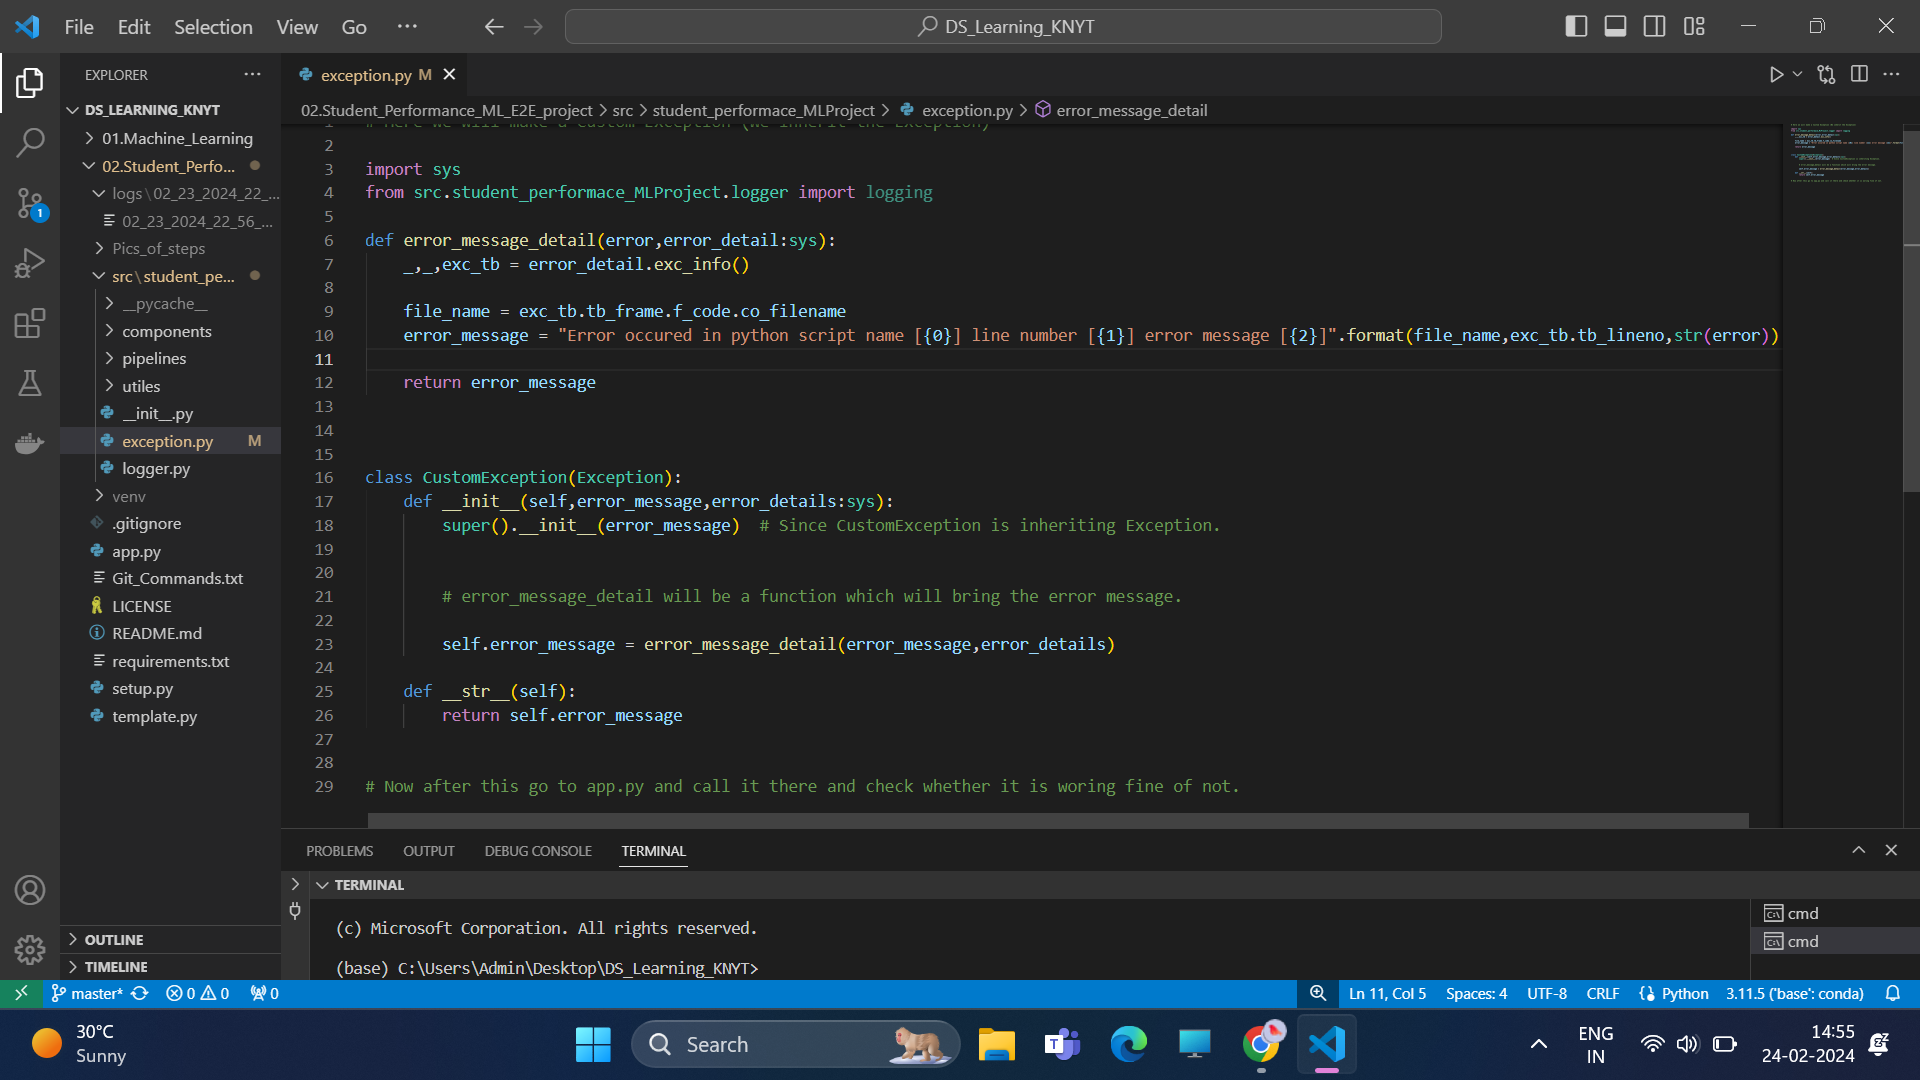 File Edit Selection View Go ··· DS_Learning_KNYT
EXPLORER ···
DS_LEARNING_KNYT
01.Machine_Learning
02.Student_Perfo...
logs\02_23_2024_22_...
02_23_2024_22_56_...
Pics_of_steps
src\student_pe...
__pycache__
components
pipelines
utiles
__init__.py
exception.py M
logger.py
venv
.gitignore
app.py
Git_Commands.txt
LICENSE
README.md
requirements.txt
setup.py
template.py
OUTLINE
TIMELINE
1
exception.py M
02.Student_Performance_ML_E2E_project > src > student_performace_MLProject > exception.py > error_message_detail
1 # Here we will make a Custom Exception (We inherit the Exception)
2
3 import sys
4 from src.student_performace_MLProject.logger import logging
5
6 def error_message_detail(error,error_detail:sys):
7 _,_,exc_tb = error_detail.exc_info()
8
9 file_name = exc_tb.tb_frame.f_code.co_filename
10 error_message = "Error occured in python script name [{0}] line number [{1}] error message [{2}]".format(file_name,exc_tb.tb_lineno,str(error))
11
12 return error_message
13
14
15
16 class CustomException(Exception):
17 def __init__(self,error_message,error_details:sys):
18 super().__init__(error_message) # Since CustomException is inheriting Exception.
19
20
21 # error_message_detail will be a function which will bring the error message.
22
23 self.error_message = error_message_detail(error_message,error_details)
24
25 def __str__(self):
26 return self.error_message
27
28
29 # Now after this go to app.py and call it there and check whether it is woring fine of not.
PROBLEMS OUTPUT DEBUG CONSOLE TERMINAL
TERMINAL
(c) Microsoft Corporation. All rights reserved.
(base) C:\Users\Admin\Desktop\DS_Learning_KNYT>
cmd
cmd
master* 0 0 0 Ln 11, Col 5 Spaces: 4 UTF-8 CRLF Python 3.11.5 ('base': conda)
30°C
Sunny
Search
ENG
IN
14:55
24-02-2024